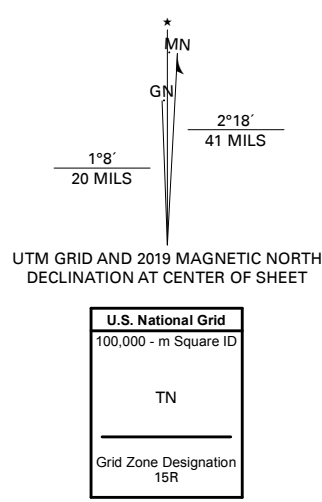 ★
MN
GN
2°18´
41 MILS
1°8´
20 MILS
UTM GRID AND 2019 MAGNETIC NORTH
DECLINATION AT CENTER OF SHEET
U.S. National Grid
100,000 - m Square ID
TN
Grid Zone Designation
15R